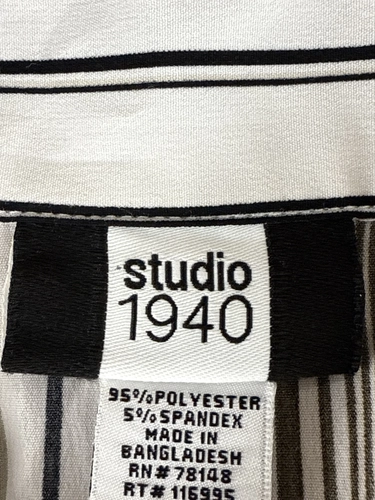 studio
1940
95%POLYESTER
5%SPANDEX
MADE IN
BANGLADESH
RN# 78148
RT# 116995